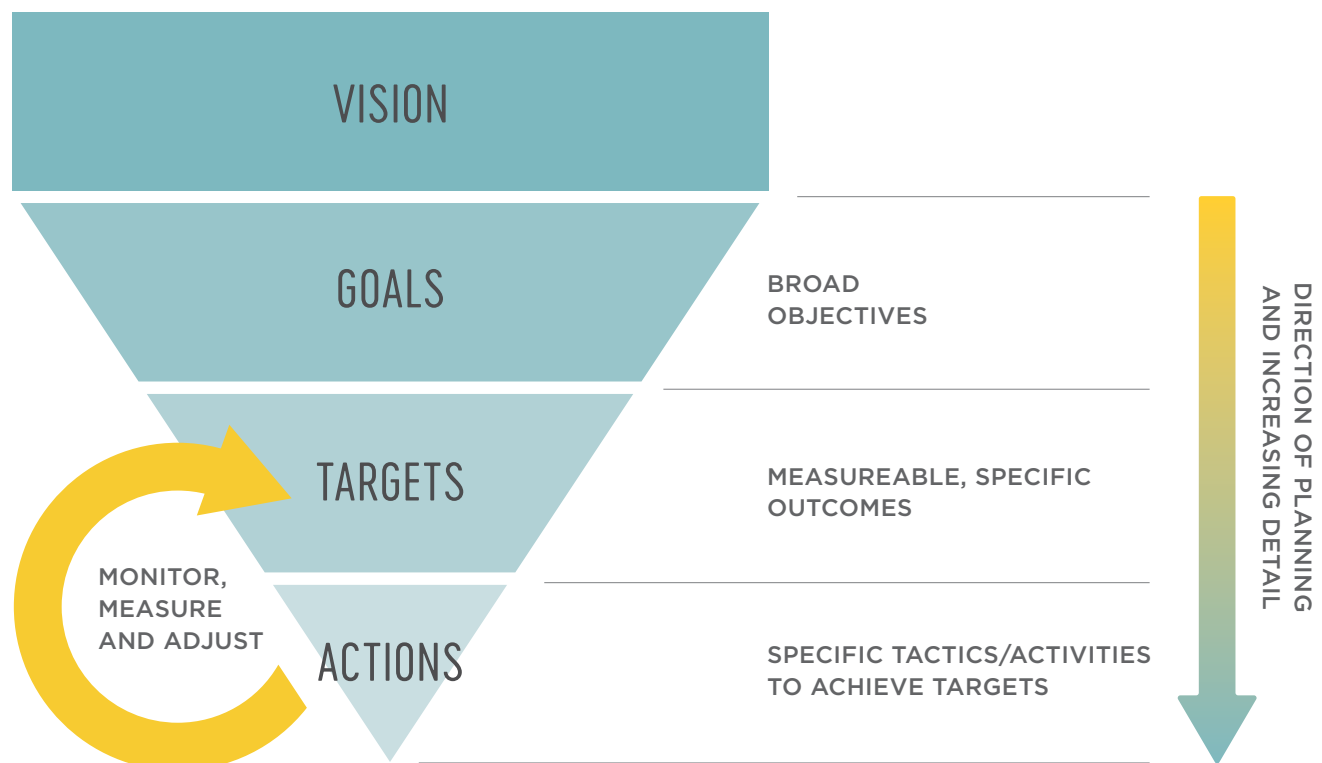 VISION
GOALS
BROAD
OBJECTIVES
TARGETS
MEASUREABLE, SPECIFIC
OUTCOMES
MONITOR,
MEASURE
AND ADJUST
ACTIONS
SPECIFIC TACTICS/ACTIVITIES
TO ACHIEVE TARGETS
DIRECTION OF PLANNING
AND INCREASING DETAIL